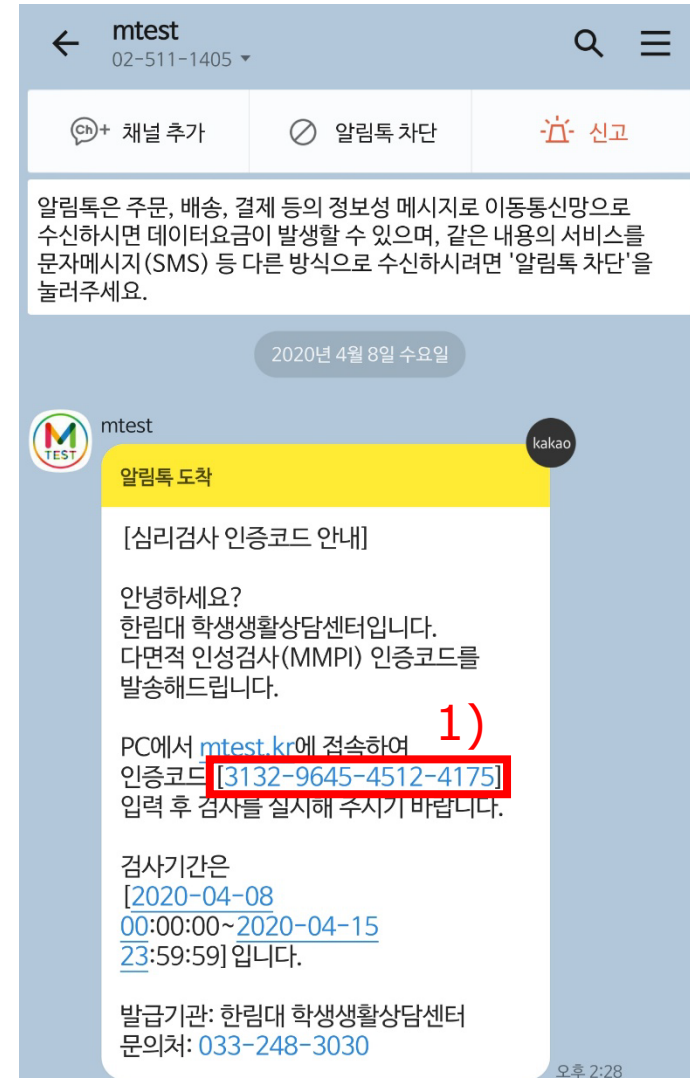 mtest
02-511-1405
Ch+ 채널 추가
알림톡 차단
신고
알림톡은 주문, 배송, 결제 등의 정보성 메시지로 이동통신망으로
수신하시면 데이터요금이 발생할 수 있으며, 같은 내용의 서비스를
문자메시지(SMS) 등 다른 방식으로 수신하시려면 '알림톡 차단'을
눌러주세요.
2020년 4월 8일 수요일
M
TEST
mtest
kakao
알림톡 도착
[심리검사 인증코드 안내]
안녕하세요?
한림대 학생생활상담센터입니다.
다면적 인성검사(MMPI) 인증코드를
발송해드립니다.
1)
PC에서 mtest.kr에 접속하여
인증코드 [3132-9645-4512-4175]
입력 후 검사를 실시해 주시기 바랍니다.
검사기간은
[2020-04-08
00:00:00~2020-04-15
23:59:59] 입니다.
발급기관: 한림대 학생생활상담센터
문의처: 033-248-3030
오후 2:28